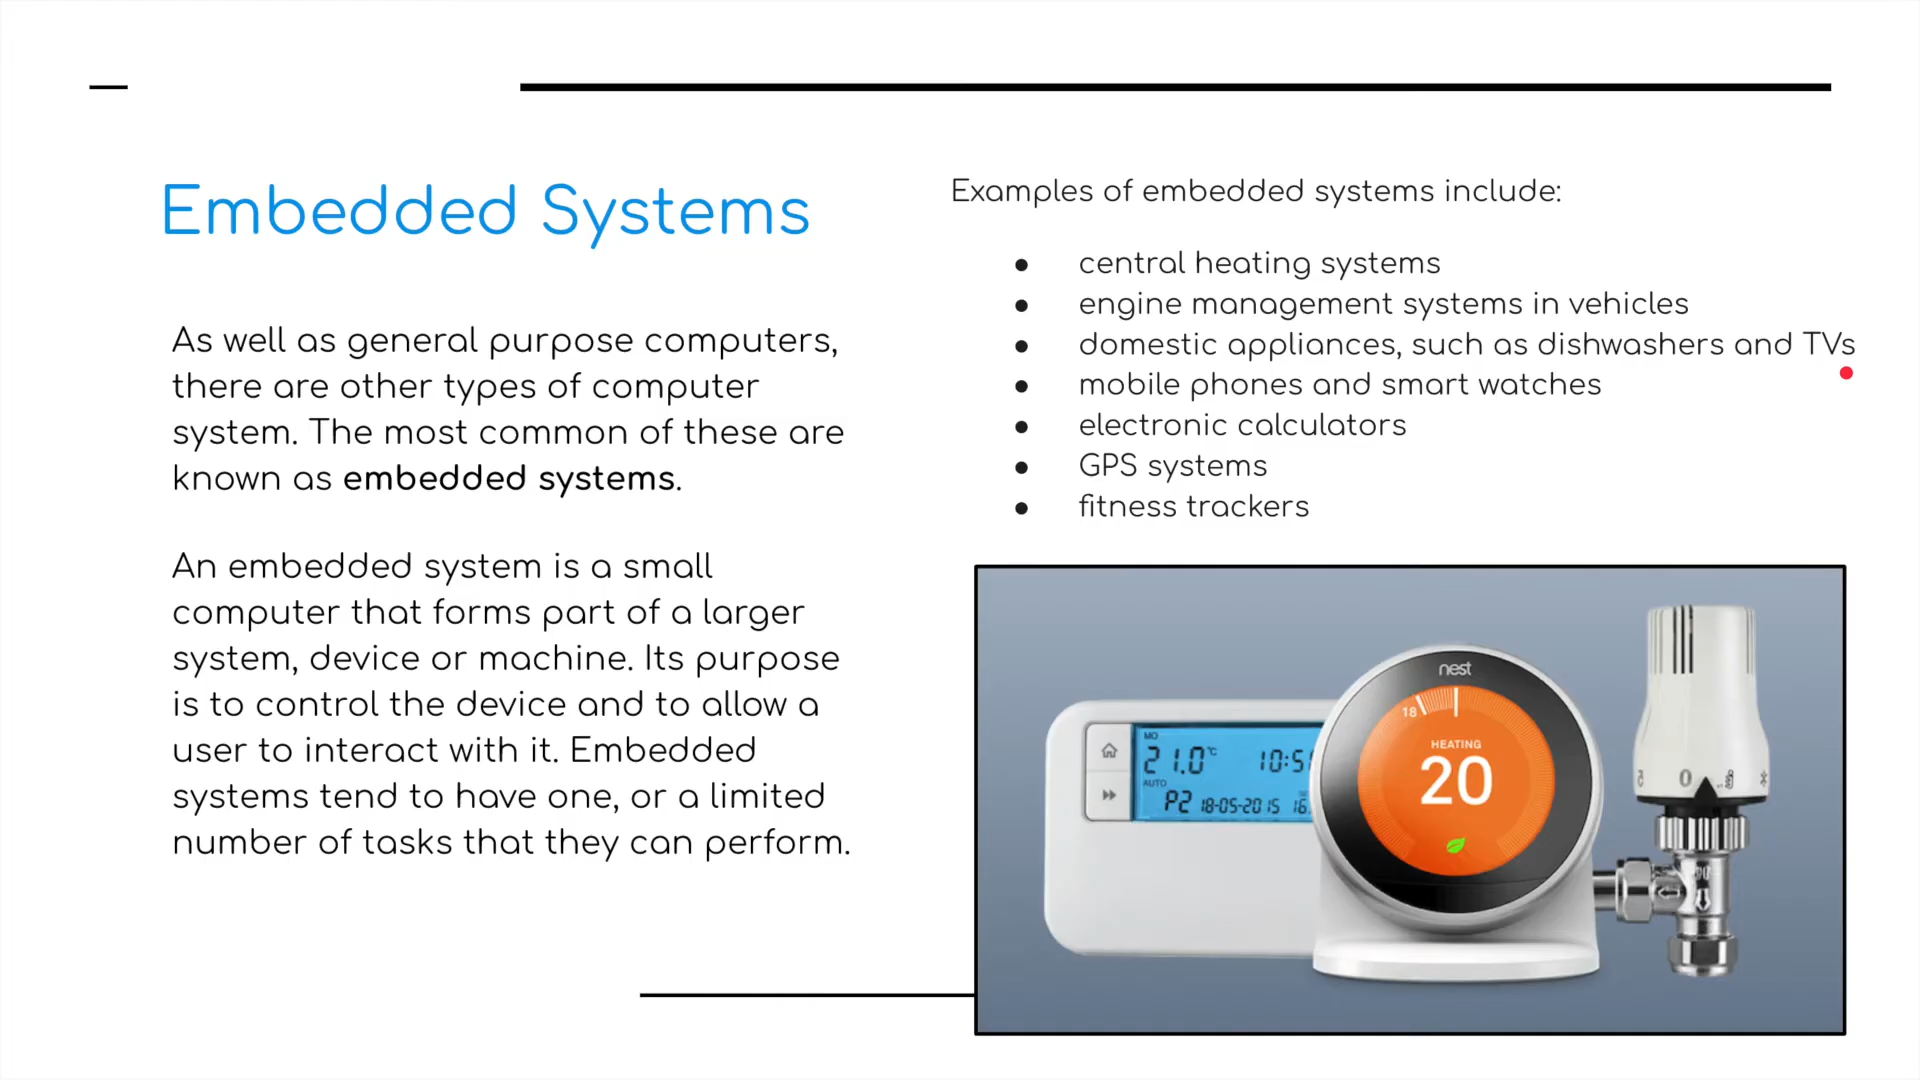 Embedded Systems
As well as general purpose computers,
there are other types of computer
system. The most common of these are
known as embedded systems.
An embedded system is a small
computer that forms part of a larger
system, device or machine. Its purpose
is to control the device and to allow a
user to interact with it. Embedded
systems tend to have one, or a limited
number of tasks that they can perform.
Examples of embedded systems include:
● central heating systems
● engine management systems in vehicles
● domestic appliances, such as dishwashers and TVs
● mobile phones and smart watches
● electronic calculators
● GPS systems
● fitness trackers
MO
21.0°C 10:5
AUTO
P2 18-05-2015 16.
nest
18
HEATING
20
0